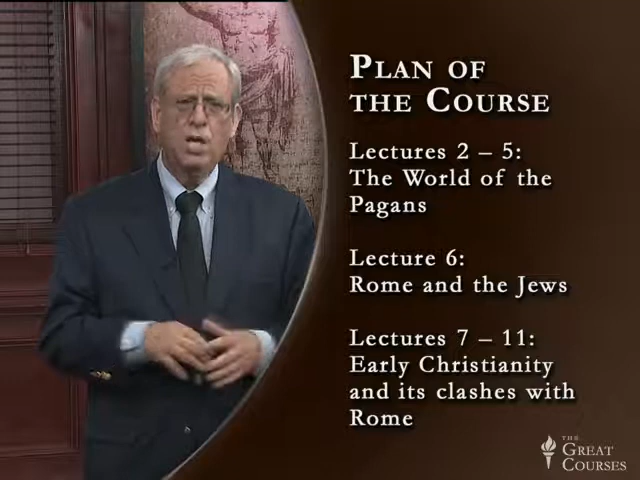 PLAN OF
THE COURSE
Lectures 2 – 5:
The World of the
Pagans
Lecture 6:
Rome and the Jews
Lectures 7 – 11:
Early Christianity
and its clashes with
Rome
THE
GREAT
COURSES